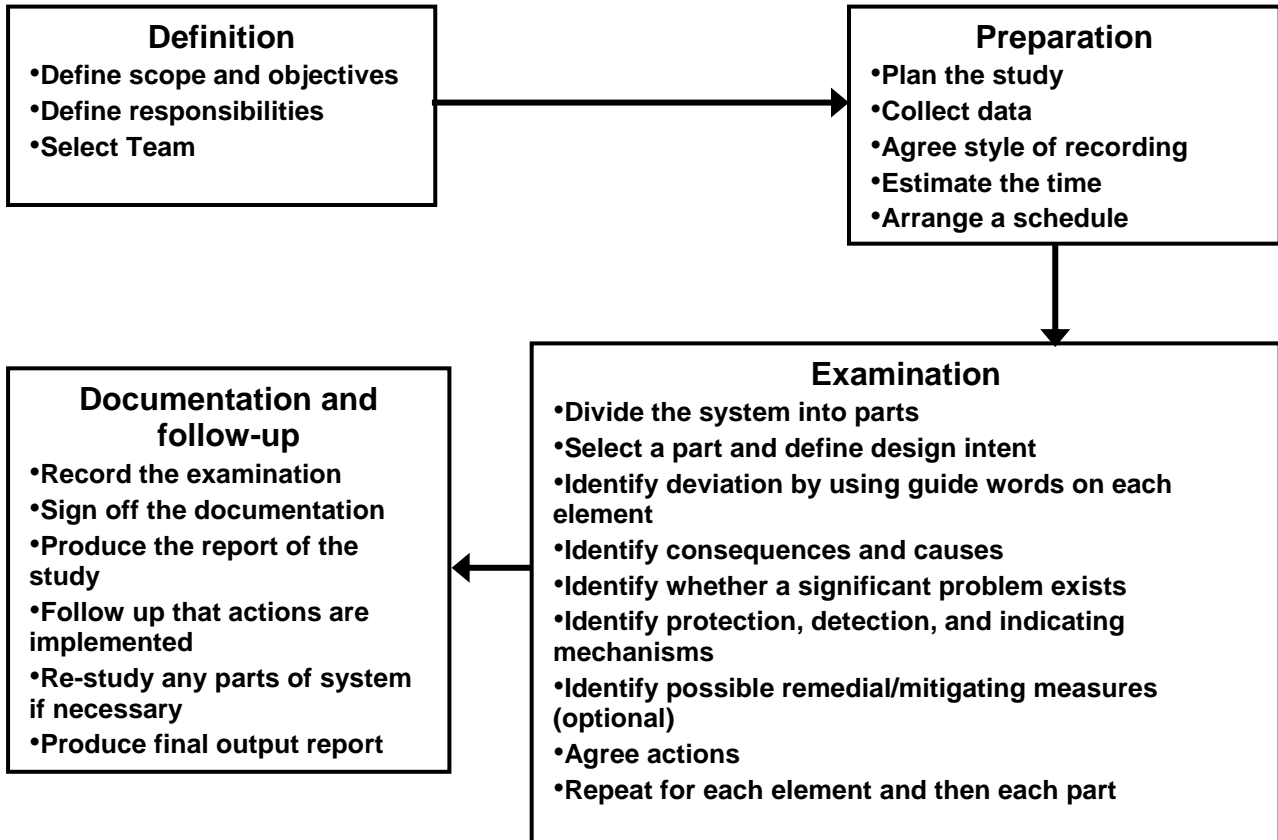 Definition
•Define scope and objectives
•Define responsibilities
•Select Team
Preparation
•Plan the study
•Collect data
•Agree style of recording
•Estimate the time
•Arrange a schedule
Examination
•Divide the system into parts
•Select a part and define design intent
•Identify deviation by using guide words on each
element
•Identify consequences and causes
•Identify whether a significant problem exists
•Identify protection, detection, and indicating
mechanisms
•Identify possible remedial/mitigating measures
(optional)
•Agree actions
•Repeat for each element and then each part
Documentation and
follow-up
•Record the examination
•Sign off the documentation
•Produce the report of the
study
•Follow up that actions are
implemented
•Re-study any parts of system
if necessary
•Produce final output report